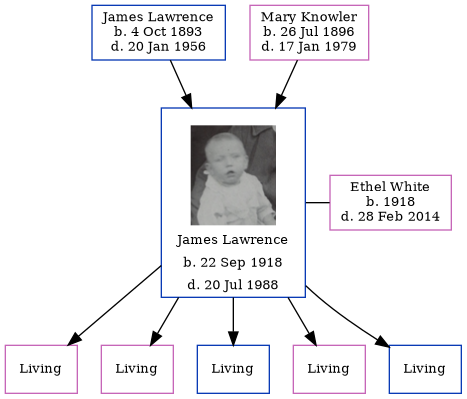 James Lawrence
b. 4 Oct 1893
d. 20 Jan 1956
Mary Knowler
b. 26 Jul 1896
d. 17 Jan 1979
James Lawrence
b. 22 Sep 1918
d. 20 Jul 1988
Ethel White
b. 1918
d. 28 Feb 2014
Living
Living
Living
Living
Living